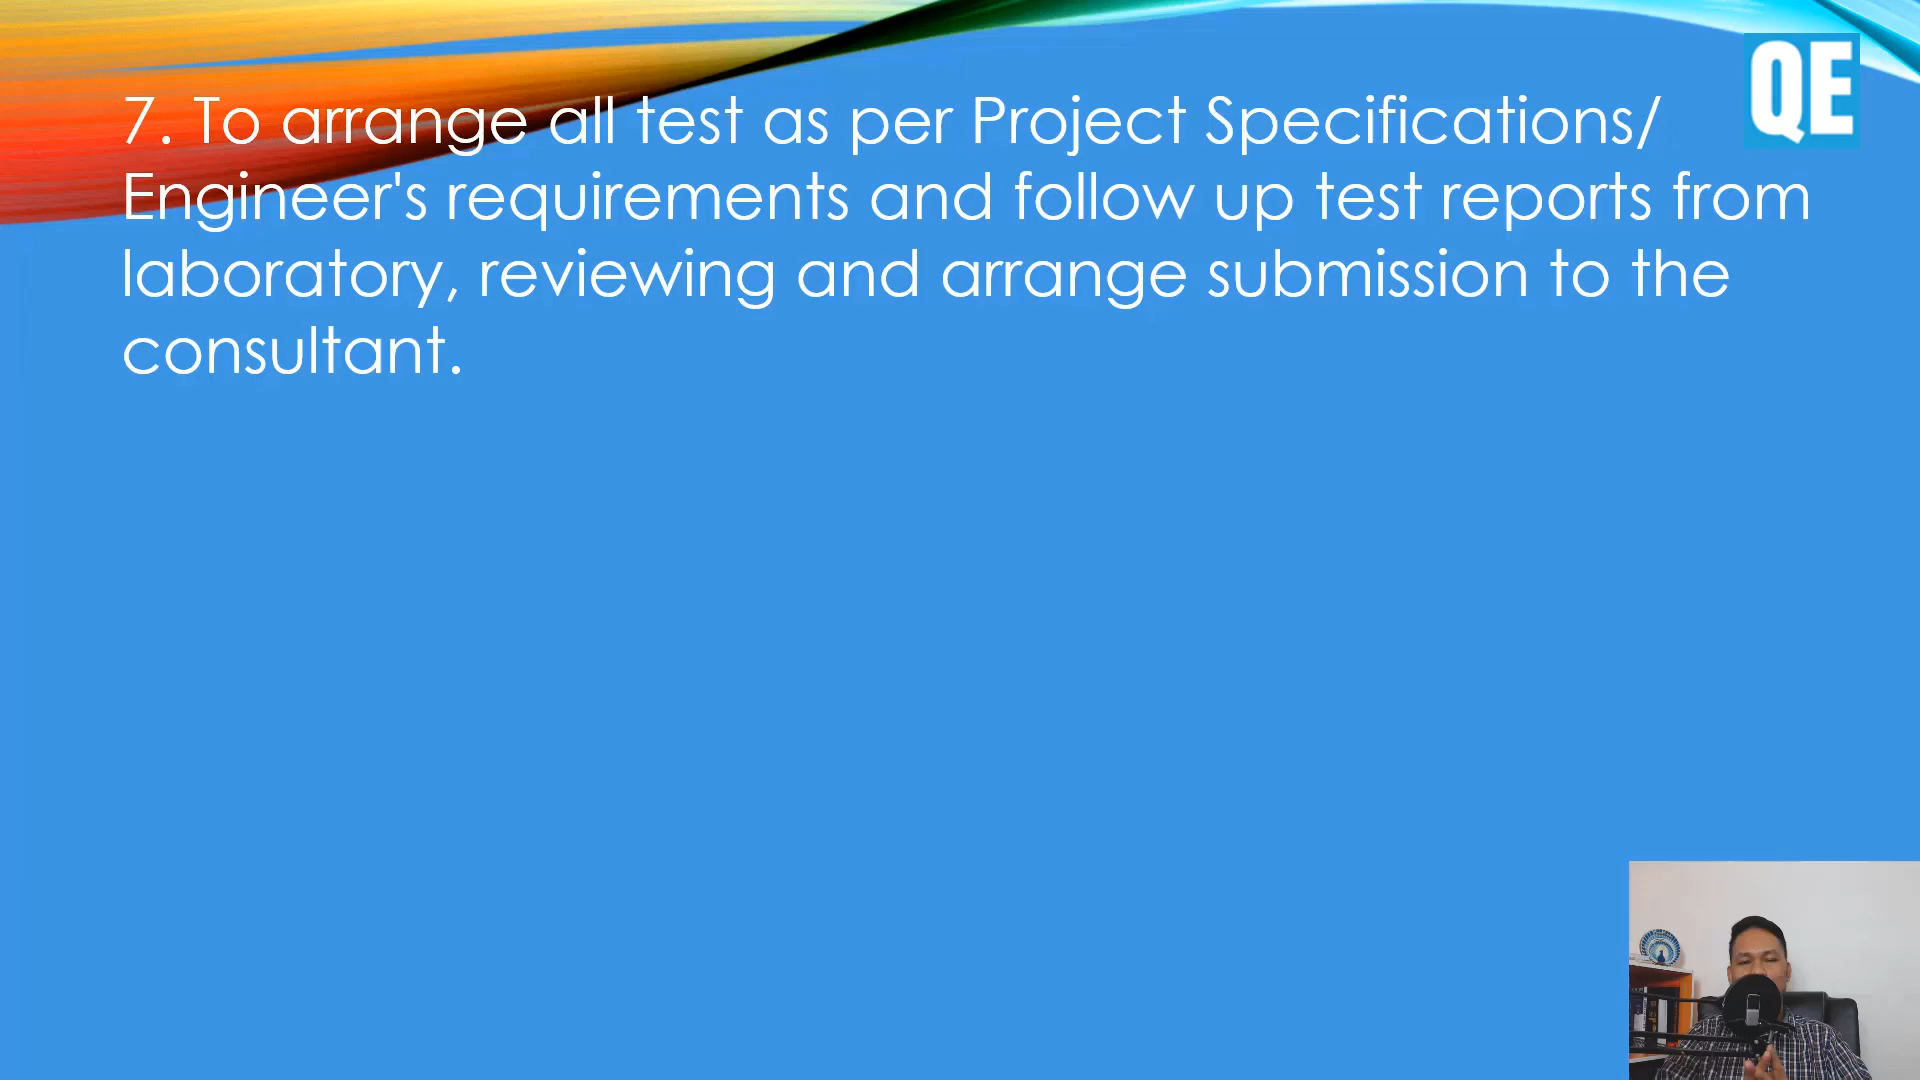 QE
7. To arrange all test as per Project Specifications/
Engineer's requirements and follow up test reports from
laboratory, reviewing and arrange submission to the
consultant.